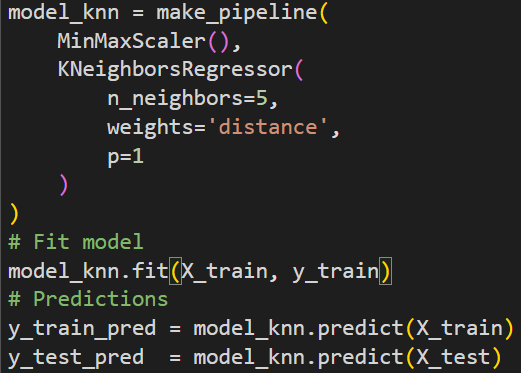 model_knn = make_pipeline(
    MinMaxScaler(),
    KNeighborsRegressor(
        n_neighbors=5,
        weights='distance',
        p=1
    )
)
# Fit model
model_knn.fit(X_train, y_train)
# Predictions
y_train_pred = model_knn.predict(X_train)
y_test_pred  = model_knn.predict(X_test)